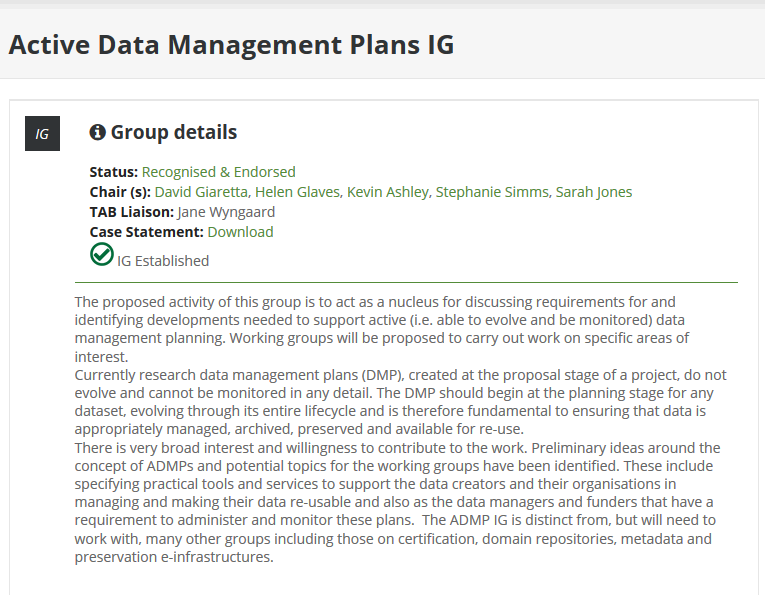 Active Data Management Plans IG
IG
Group details
Status: Recognised & Endorsed
Chair (s): David Giaretta, Helen Glaves, Kevin Ashley, Stephanie Simms, Sarah Jones
TAB Liaison: Jane Wyngaard
Case Statement: Download
IG Established
The proposed activity of this group is to act as a nucleus for discussing requirements for and
identifying developments needed to support active (i.e. able to evolve and be monitored) data
management planning. Working groups will be proposed to carry out work on specific areas of
interest.
Currently research data management plans (DMP), created at the proposal stage of a project, do not
evolve and cannot be monitored in any detail. The DMP should begin at the planning stage for any
dataset, evolving through its entire lifecycle and is therefore fundamental to ensuring that data is
appropriately managed, archived, preserved and available for re-use.
There is very broad interest and willingness to contribute to the work. Preliminary ideas around the
concept of ADMPs and potential topics for the working groups have been identified. These include
specifying practical tools and services to support the data creators and their organisations in
managing and making their data re-usable and also as the data managers and funders that have a
requirement to administer and monitor these plans.  The ADMP IG is distinct from, but will need to
work with, many other groups including those on certification, domain repositories, metadata and
preservation e-infrastructures.